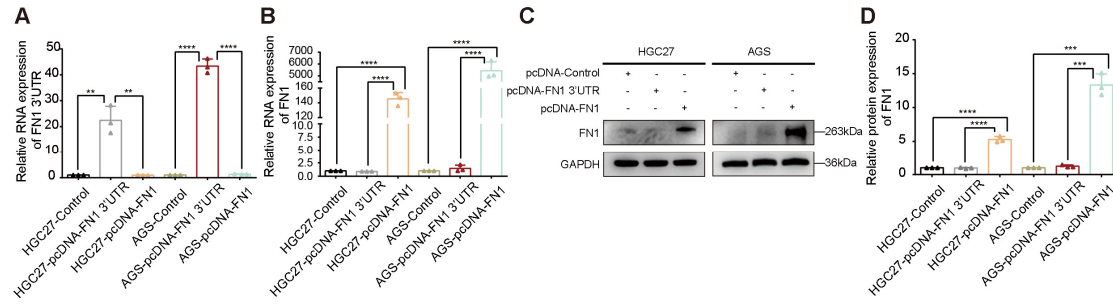 A
Relative RNA expression
of FN1 3'UTR
50
40
30
20
10
0
**
**
****
****
HGC27-Control
HGC27-pcDNA-FN1 3'UTR
HGC27-pcDNA-FN1
AGS-Control
AGS-pcDNA-FN1 3'UTR
AGS-pcDNA-FN1
B
Relative RNA expression
of FN1
7000
6000
5000
160
140
120
10.0
7.5
5.0
2.5
0.0
****
****
****
****
HGC27-Control
HGC27-pcDNA-FN1 3'UTR
HGC27-pcDNA-FN1
AGS-Control
AGS-pcDNA-FN1 3'UTR
AGS-pcDNA-FN1
C
HGC27 AGS
pcDNA-Control + - - + - -
pcDNA-FN1 3'UTR - + - - + -
pcDNA-FN1 - - + - - +
FN1 263kDa
GAPDH 36kDa
D
Relative protein expression
of FN1
20
15
10
5
0
****
****
***
***
HGC27-Control
HGC27-pcDNA-FN1 3'UTR
HGC27-pcDNA-FN1
AGS-Control
AGS-pcDNA-FN1 3'UTR
AGS-pcDNA-FN1